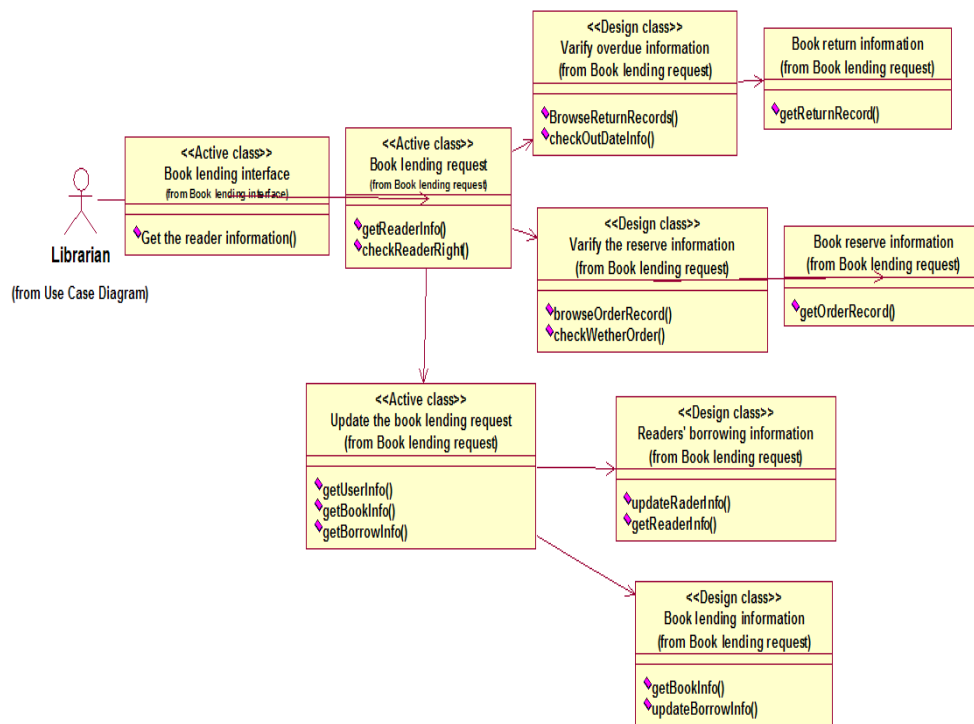 <<Design class>>
Varify overdue information
(from Book lending request)
BrowseReturnRecords()
checkOutDateInfo()
Book return information
(from Book lending request)
getReturnRecord()
<<Active class>>
Book lending interface
(from Book lending interface)
Get the reader information()
<<Active class>>
Book lending request
(from Book lending request)
getReaderInfo()
checkReaderRight()
Librarian
(from Use Case Diagram)
<<Design class>>
Varify the reserve information
(from Book lending request)
browseOrderRecord()
checkWetherOrder()
Book reserve information
(from Book lending request)
getOrderRecord()
<<Active class>>
Update the book lending request
(from Book lending request)
getUserInfo()
getBookInfo()
getBorrowInfo()
<<Design class>>
Readers' borrowing information
(from Book lending request)
updateRaderInfo()
getReaderInfo()
<<Design class>>
Book lending information
(from Book lending request)
getBookInfo()
updateBorrowInfo()